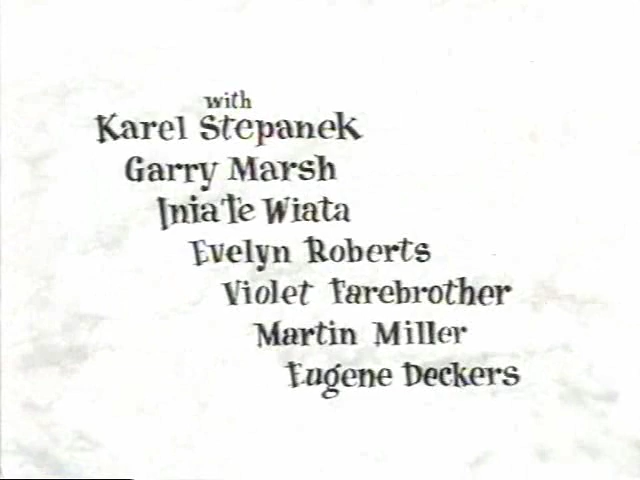 with
Karel Stepanek
Garry Marsh
Inia Te Wiata
Evelyn Roberts
Violet Farebrother
Martin Miller
Eugene Deckers